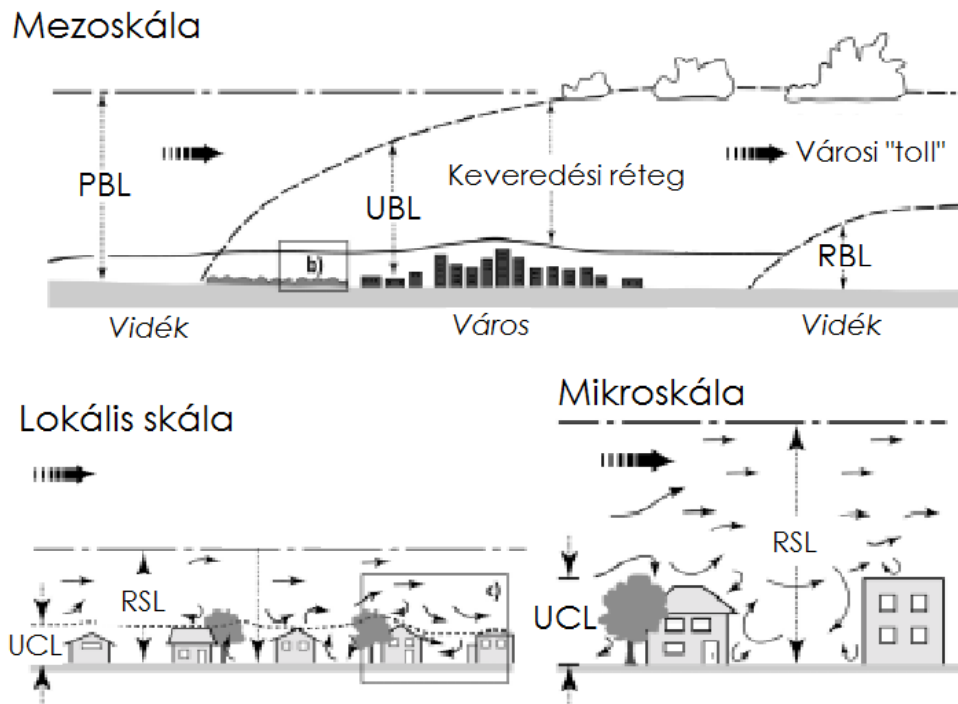 Mezoskála
PBL
UBL
Keveredési réteg
Városi "toll"
RBL
b)
Vidék
Város
Vidék
Lokális skála
RSL
UCL
c)
Mikroskála
RSL
UCL